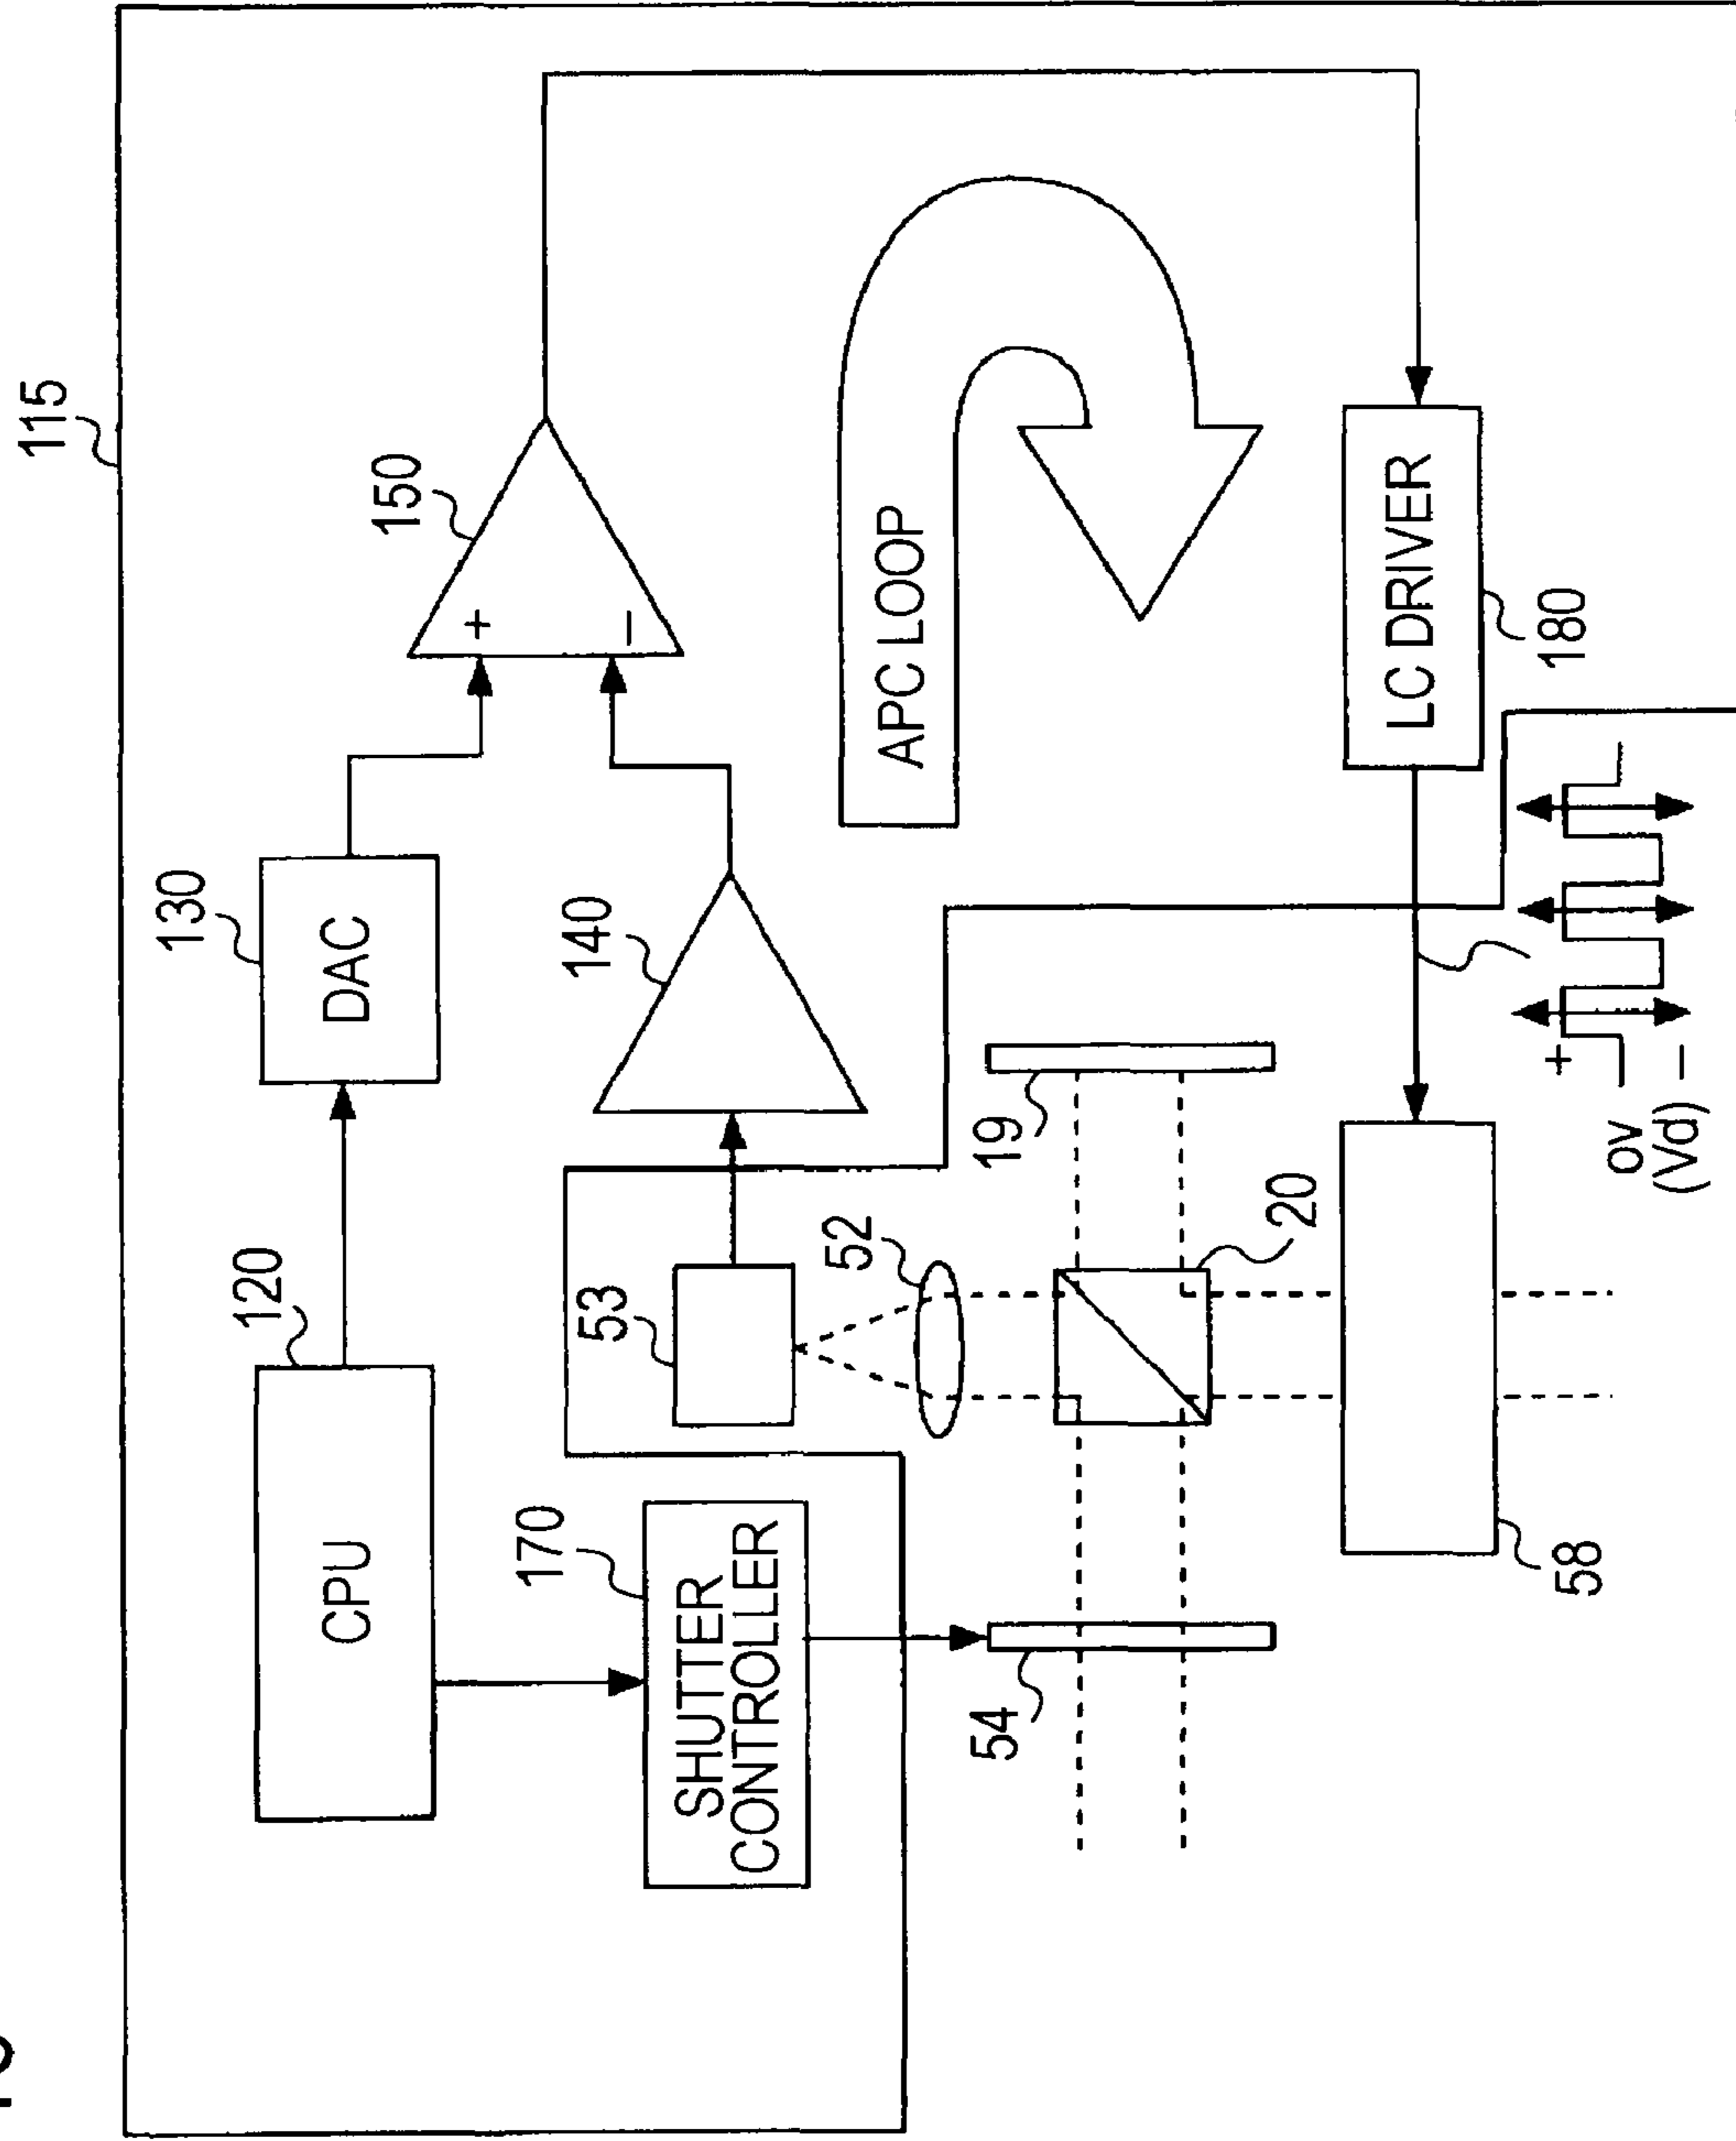 115
150
130
DAC
+
−
140
120
CPU
APC LOOP
53
52
170
SHUTTER
CONTROLLER
19
20
54
LC DRIVER
180
58
+
0V
(Vd) −